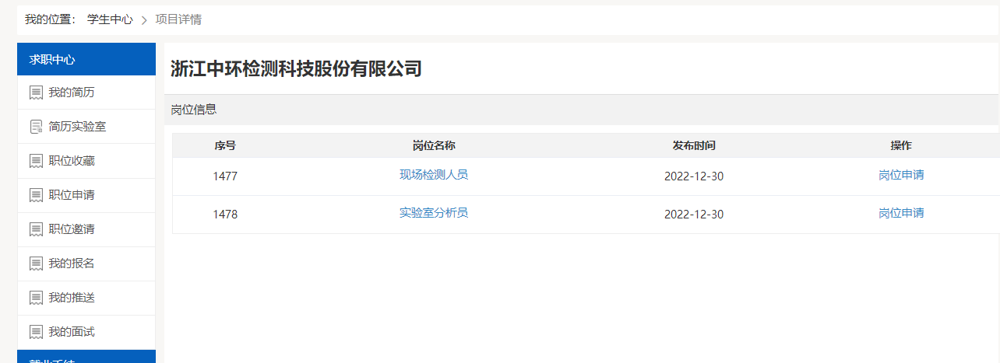 我的位置： 学生中心 > 项目详情
求职中心
我的简历
简历实验室
职位收藏
职位申请
职位邀请
我的报名
我的推送
我的面试
浙江中环检测科技股份有限公司
岗位信息
序号 岗位名称 发布时间 操作
1477 现场检测人员 2022-12-30 岗位申请
1478 实验室分析员 2022-12-30 岗位申请